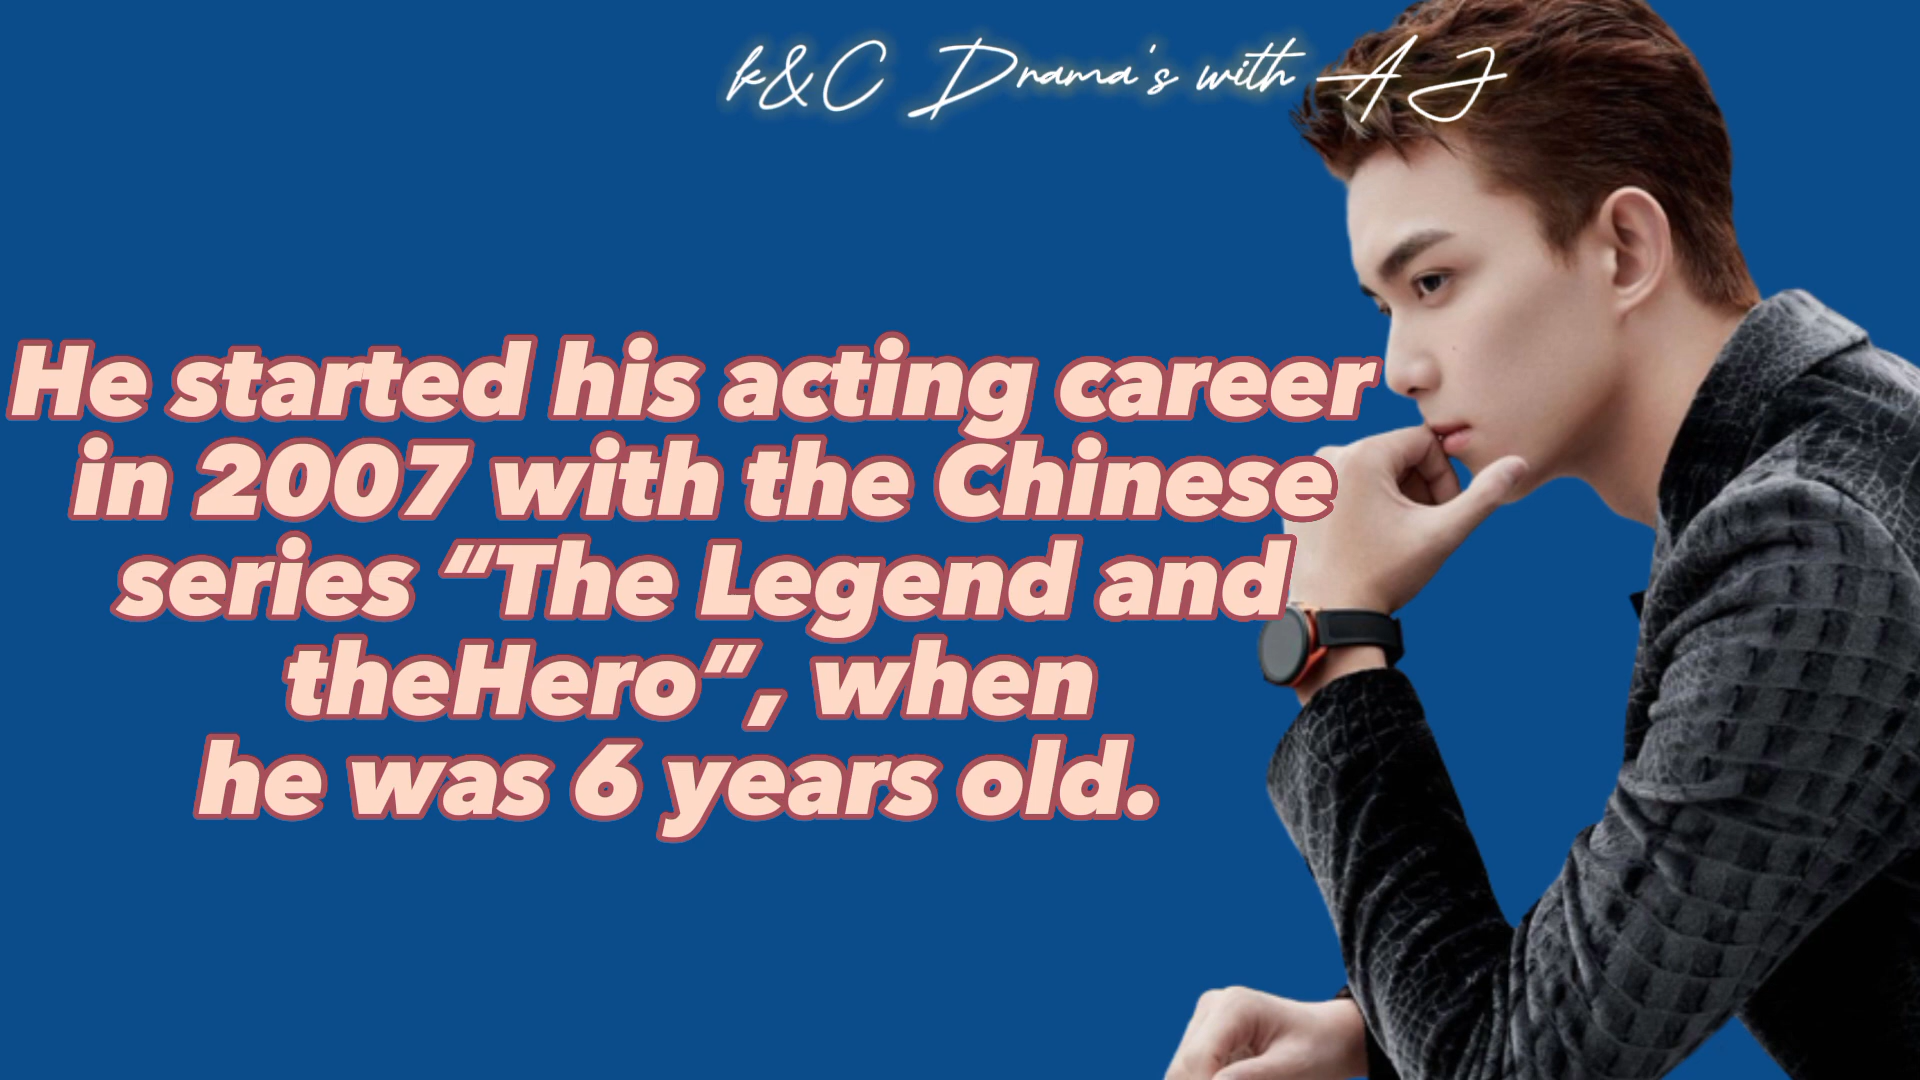 k&C Drama's with AJ
He started his acting career
in 2007 with the Chinese
series “The Legend and
theHero”, when
he was 6 years old.